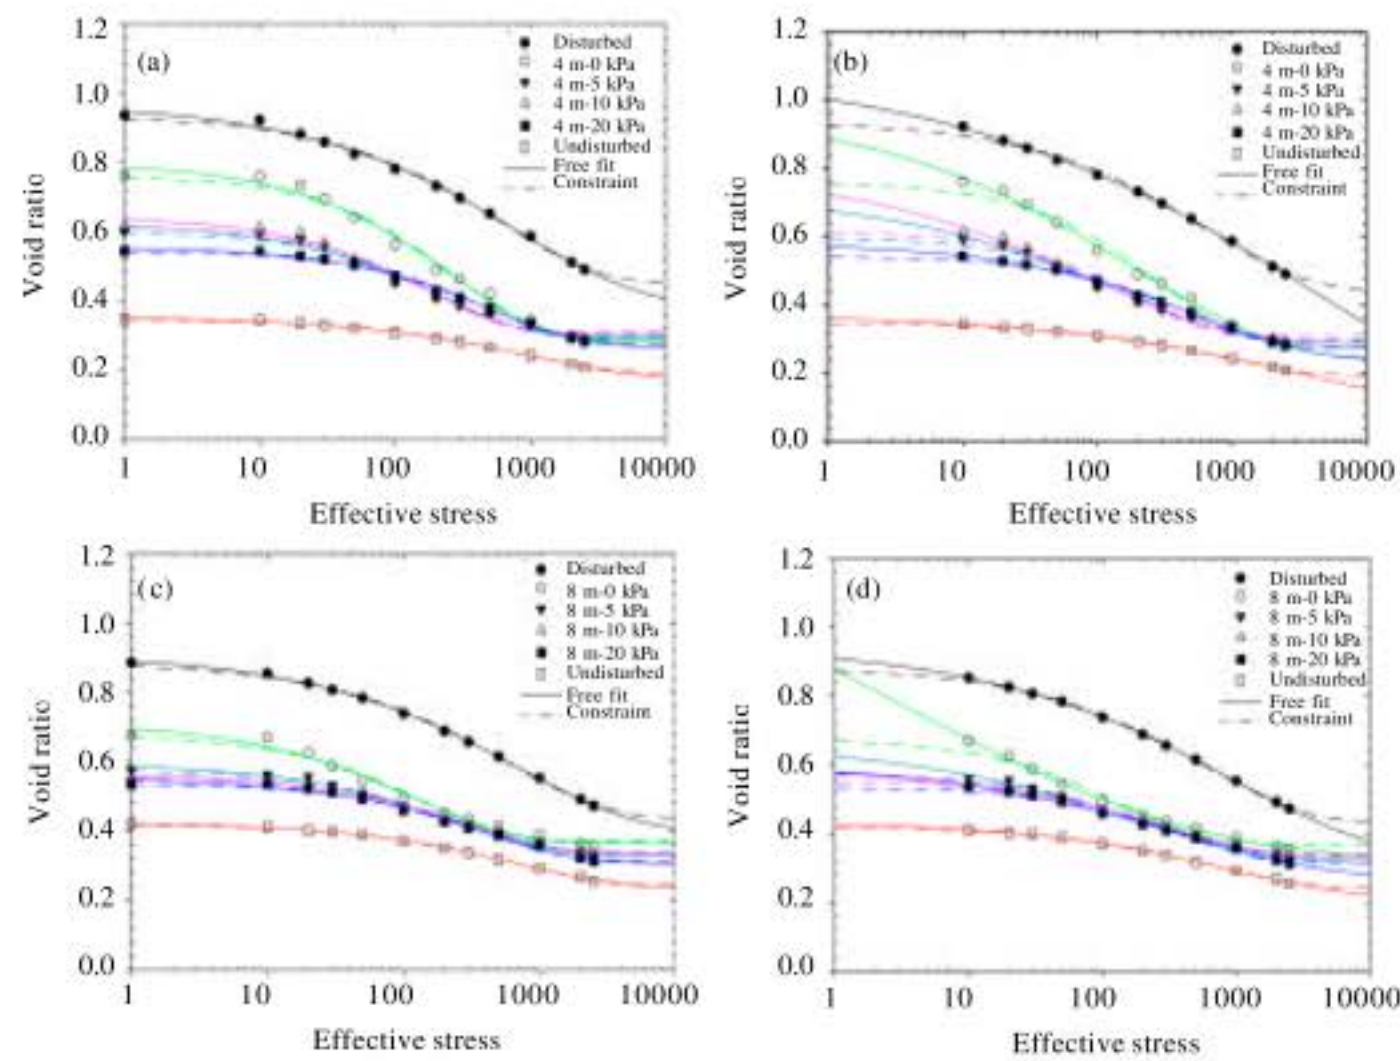 (a)
Disturbed
4 m-0 kPa
4 m-5 kPa
4 m-10 kPa
4 m-20 kPa
Undisturbed
Free fit
Constraint
1.2
1.0
0.8
0.6
0.4
0.2
0.0
Void ratio
1 10 100 1000 10000
Effective stress
(b)
Disturbed
4 m-0 kPa
4 m-5 kPa
4 m-10 kPa
4 m-20 kPa
Undisturbed
Free fit
Constraint
1.2
1.0
0.8
0.6
0.4
0.2
0.0
Void ratio
1 10 100 1000 10000
Effective stress
(c)
Disturbed
8 m-0 kPa
8 m-5 kPa
8 m-10 kPa
8 m-20 kPa
Undisturbed
Free fit
Constraint
1.2
1.0
0.8
0.6
0.4
0.2
0.0
Void ratio
1 10 100 1000 10000
Effective stress
(d)
Disturbed
8 m-0 kPa
8 m-5 kPa
8 m-10 kPa
8 m-20 kPa
Undisturbed
Free fit
Constraint
1.2
1.0
0.8
0.6
0.4
0.2
0.0
Void ratio
1 10 100 1000 10000
Effective stress